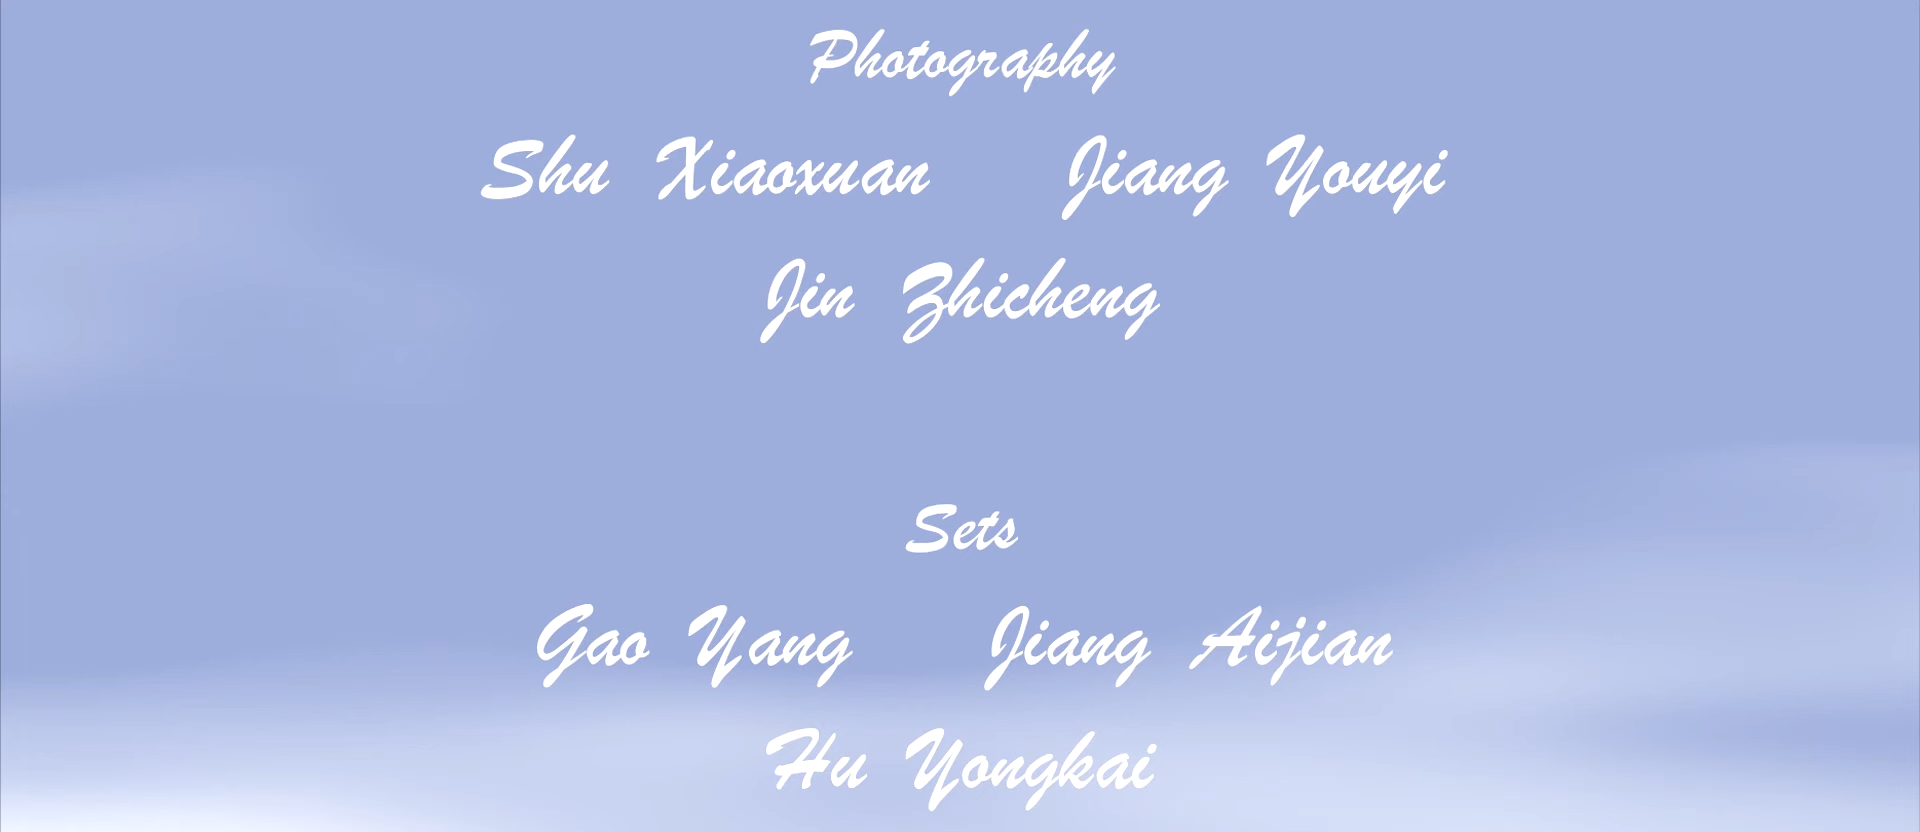 Photography
Shu Xiaoxuan Jiang Youyi
Jin Zhicheng
Sets
Gao Yang Jiang Aijian
Hu Yongkai